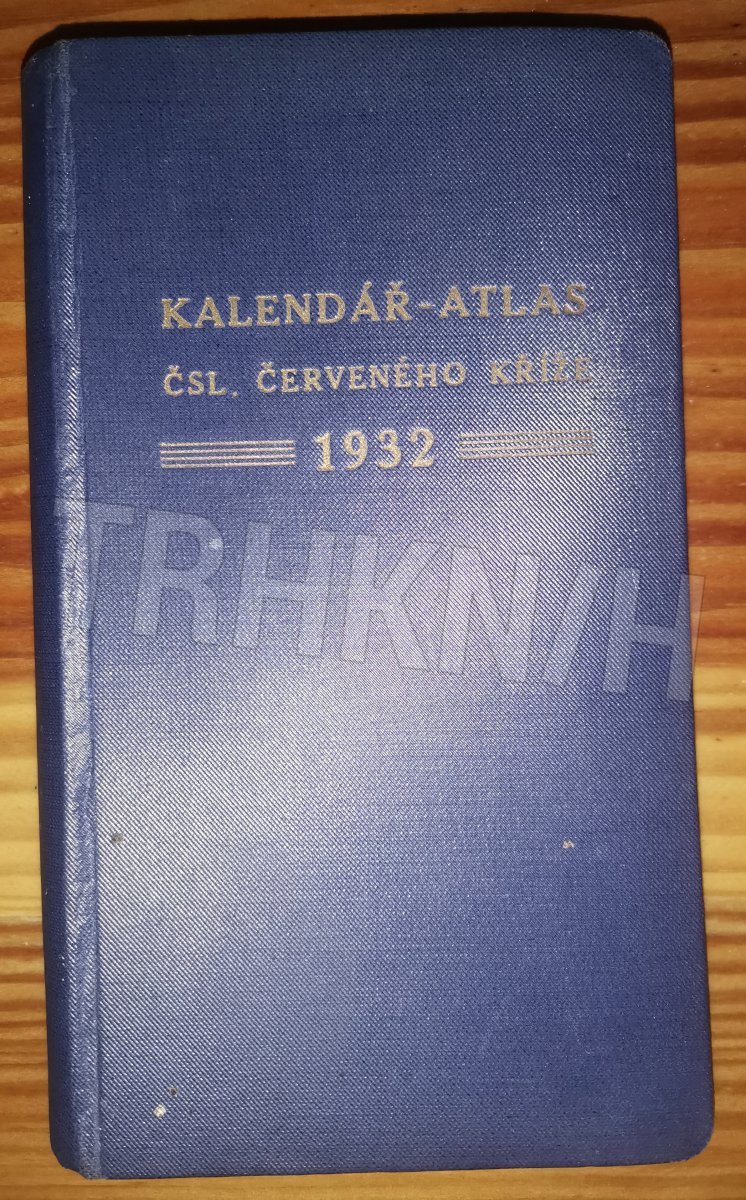 KALENDÁŘ-ATLAS
ČSL. ČERVENÉHO KŘÍŽE
1932
TRHKNIH